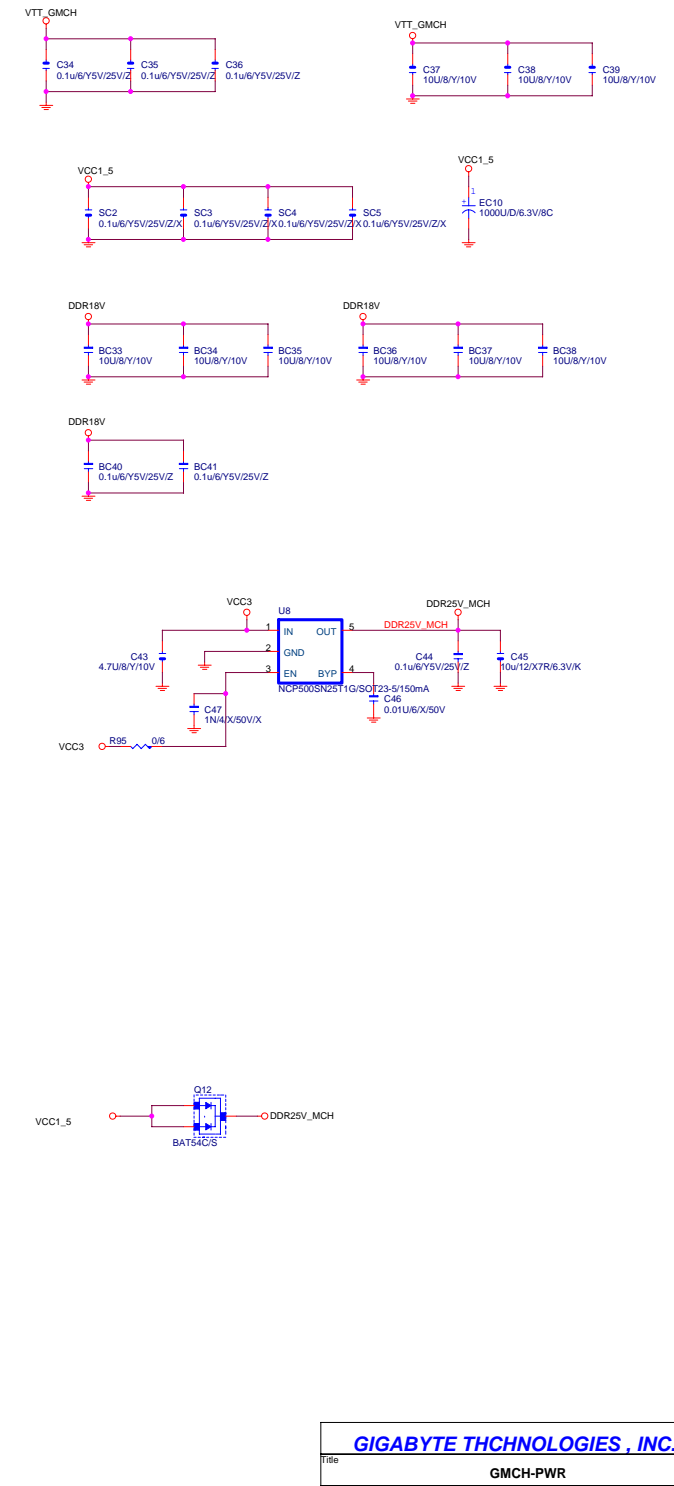 VTT_GMCH
C34
0.1u/6/Y5V/25V/Z
C35
0.1u/6/Y5V/25V/Z
C36
0.1u/6/Y5V/25V/Z
VTT_GMCH
C37
10U/8/Y/10V
C38
10U/8/Y/10V
C39
10U/8/Y/10V
VCC1_5
SC2
0.1u/6/Y5V/25V/Z/X
SC3
0.1u/6/Y5V/25V/Z/X
SC4
0.1u/6/Y5V/25V/Z/X
SC5
0.1u/6/Y5V/25V/Z/X
VCC1_5
1
+
EC10
1000U/D/6.3V/8C
DDR18V
BC33
10U/8/Y/10V
BC34
10U/8/Y/10V
BC35
10U/8/Y/10V
DDR18V
BC36
10U/8/Y/10V
BC37
10U/8/Y/10V
BC38
10U/8/Y/10V
DDR18V
BC40
0.1u/6/Y5V/25V/Z
BC41
0.1u/6/Y5V/25V/Z
VCC3
U8
DDR25V_MCH
1 IN OUT 5
DDR25V_MCH
2 GND
3 EN BYP 4
NCP500SN25T1G/SOT23-5/150mA
C43
4.7U/8/Y/10V
C44
0.1u/6/Y5V/25V/Z
C45
10u/12/X7R/6.3V/K
C46
0.01U/6/X/50V
C47
1N/4/X/50V/X
VCC3
R95 0/6
Q12
VCC1_5
DDR25V_MCH
BAT54C/S
GIGABYTE THCHNOLOGIES , INC.
Title
GMCH-PWR